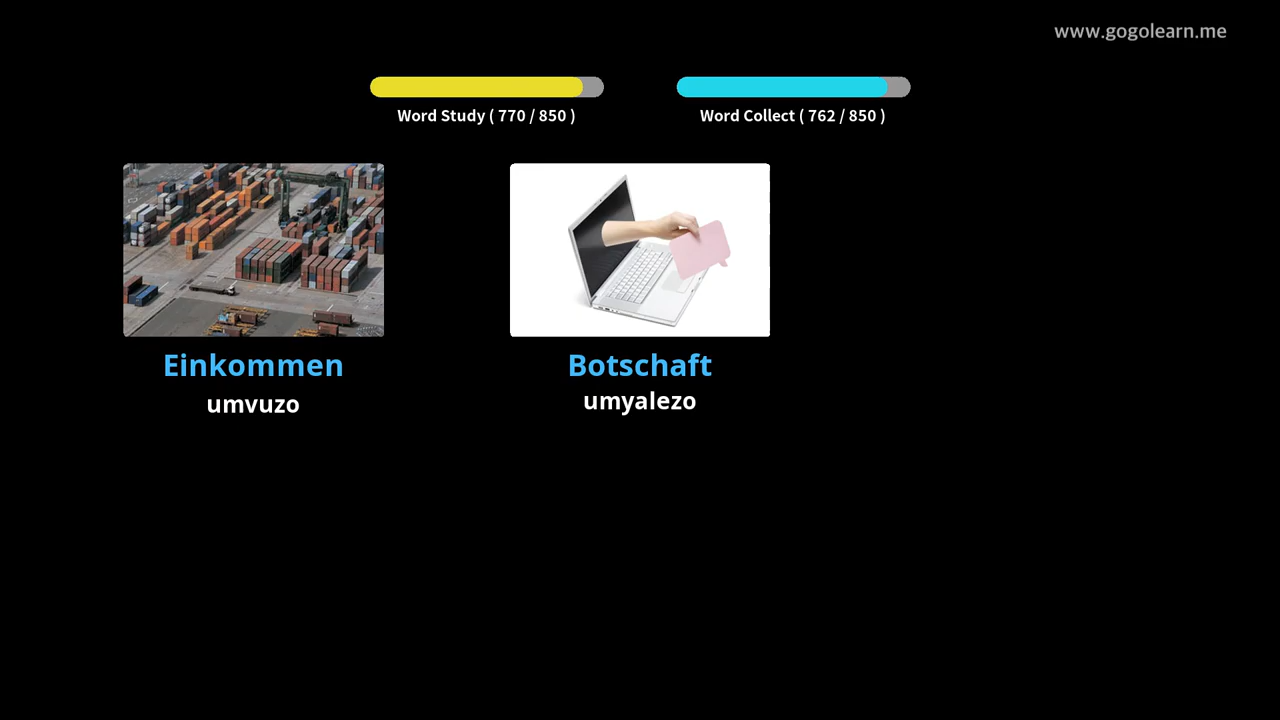 www.gogolearn.me
Word Study ( 770 / 850 )
Word Collect ( 762 / 850 )
Einkommen
umvuzo
Botschaft
umyalezo